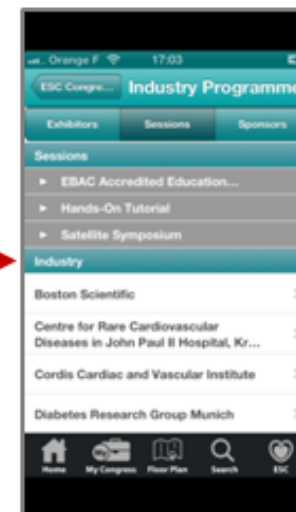 Orange F 17:03
ESC Congre... Industry Programme
Exhibitors Sessions Sponsors
Sessions
EBAC Accredited Education...
Hands-On Tutorial
Satellite Symposium
Industry
Boston Scientific
Centre for Rare Cardiovascular
Diseases in John Paul II Hospital, Kr...
Cordis Cardiac and Vascular Institute
Diabetes Research Group Munich
Home My Congress Floor Plan Search ESC